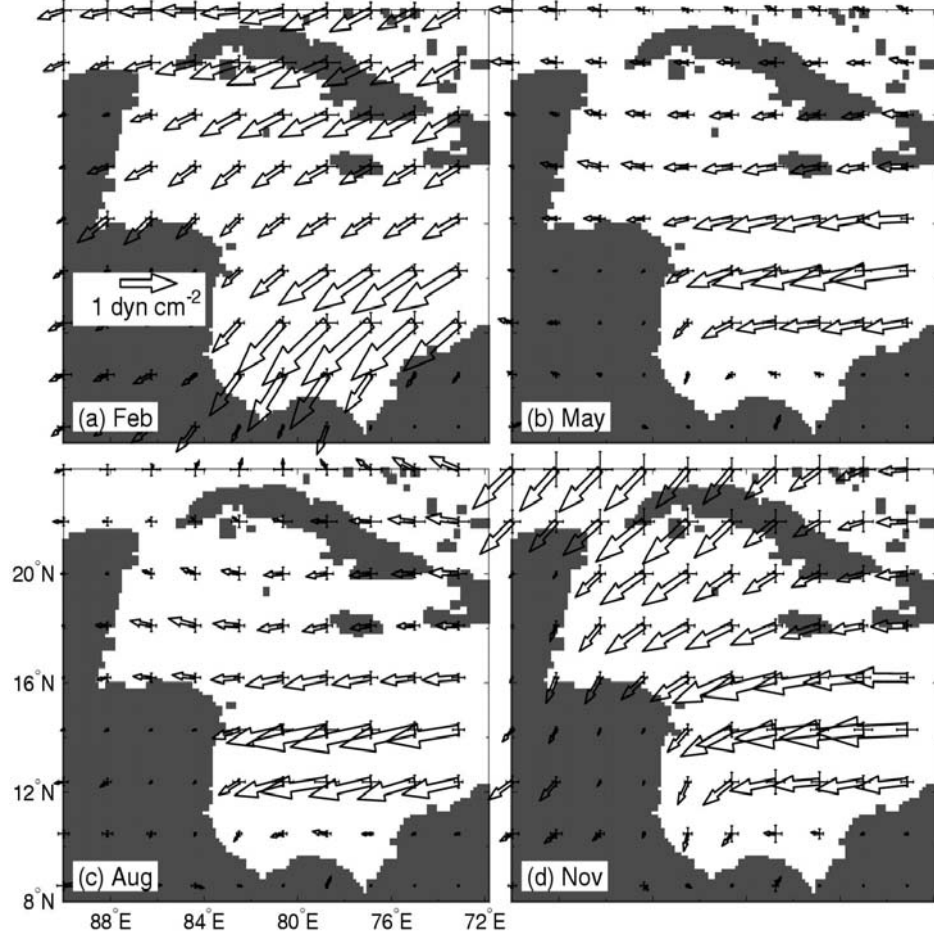 1 dyn cm⁻²
(a) Feb
(b) May
20°N
16°N
12°N
8°N
(c) Aug
(d) Nov
88°E
84°E
80°E
76°E
72°E